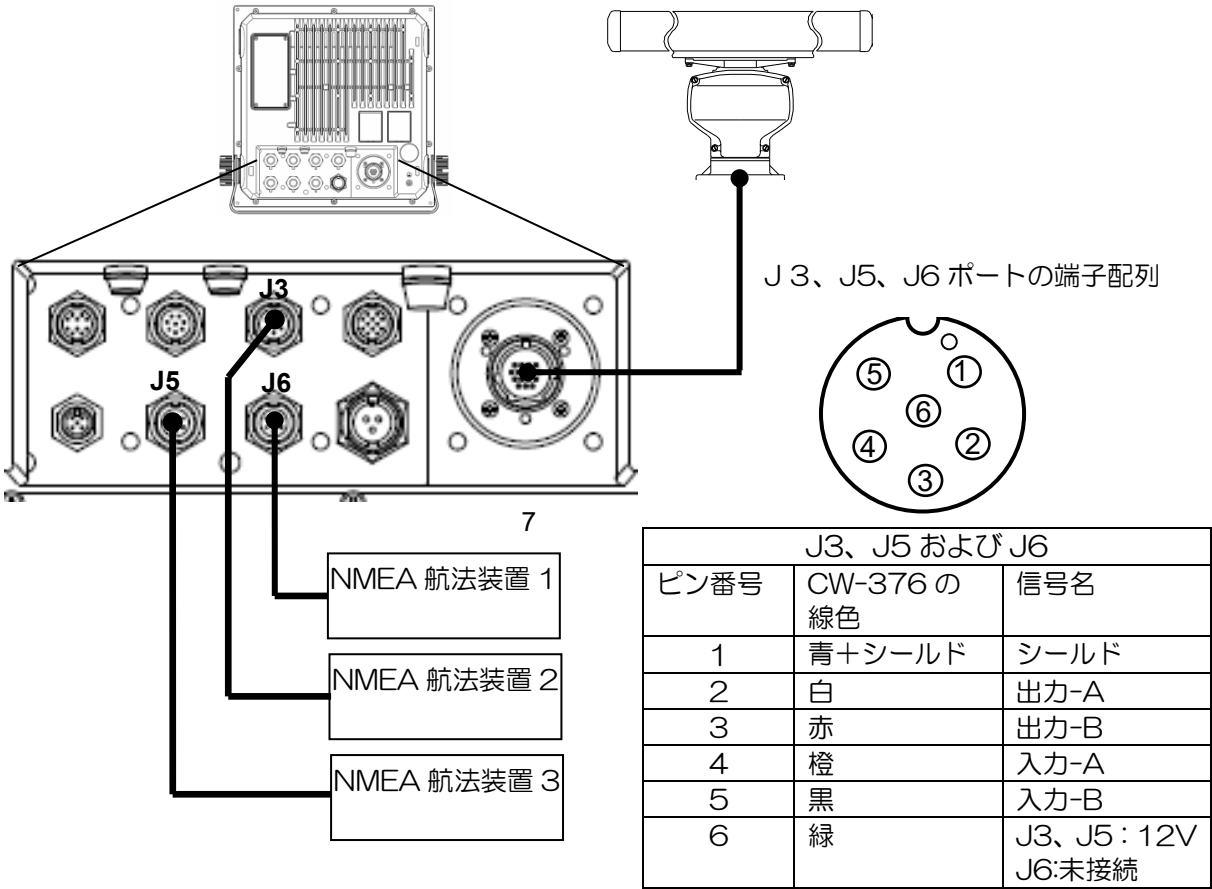 J3
J5
J6
7
NMEA 航法装置 1
NMEA 航法装置 2
NMEA 航法装置 3
J 3、J5、J6 ポートの端子配列
5
1
6
4
2
3
J3、J5 および J6
ピン番号 CW-376 の 信号名
線色
1 青+シールド シールド
2 白 出力-A
3 赤 出力-B
4 橙 入力-A
5 黒 入力-B
6 緑 J3、J5:12V
J6:未接続